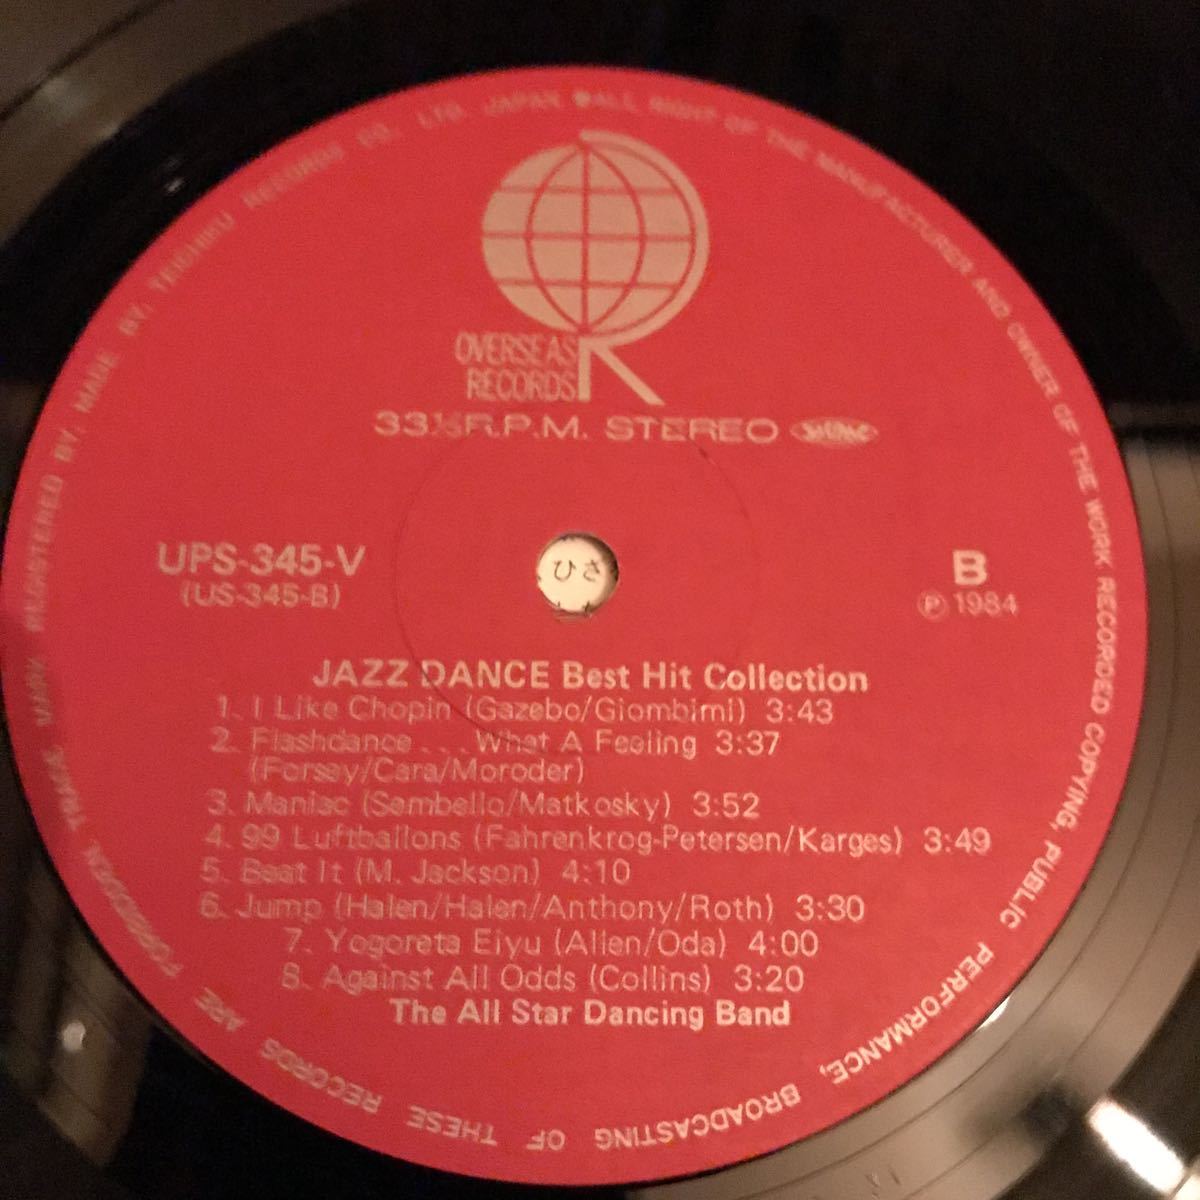 MARK REGISTERED BY. MADE BY. TEICHIKU RECORDS CO., LTD. JAPAN ALL RIGHT OF THE MANUFACTURER AND OWNER OF THE WORK RECORDED COPYING, PUBLIC PERFORMANCE, BROADCASTING OF THESE RECORDS ARE FORBIDDEN TRADE
OVERSEAS
RECORDS
R
33⅓R.P.M. STEREO
UPS-345-V
(US-345-B)
ひさ
B
Ⓟ 1984
JAZZ DANCE Best Hit Collection
1. I Like Chopin (Gazebo/Giombimi) 3:43
2. Flashdance...What A Feeling 3:37
(Forsey/Cara/Moroder)
3. Maniac (Sembello/Matkosky) 3:52
4. 99 Luftballons (Fahrenkrog-Petersen/Karges) 3:49
5. Beat It (M. Jackson) 4:10
6. Jump (Halen/Halen/Anthony/Roth) 3:30
7. Yogoreta Eiyu (Allen/Oda) 4:00
8. Against All Odds (Collins) 3:20
The All Star Dancing Band